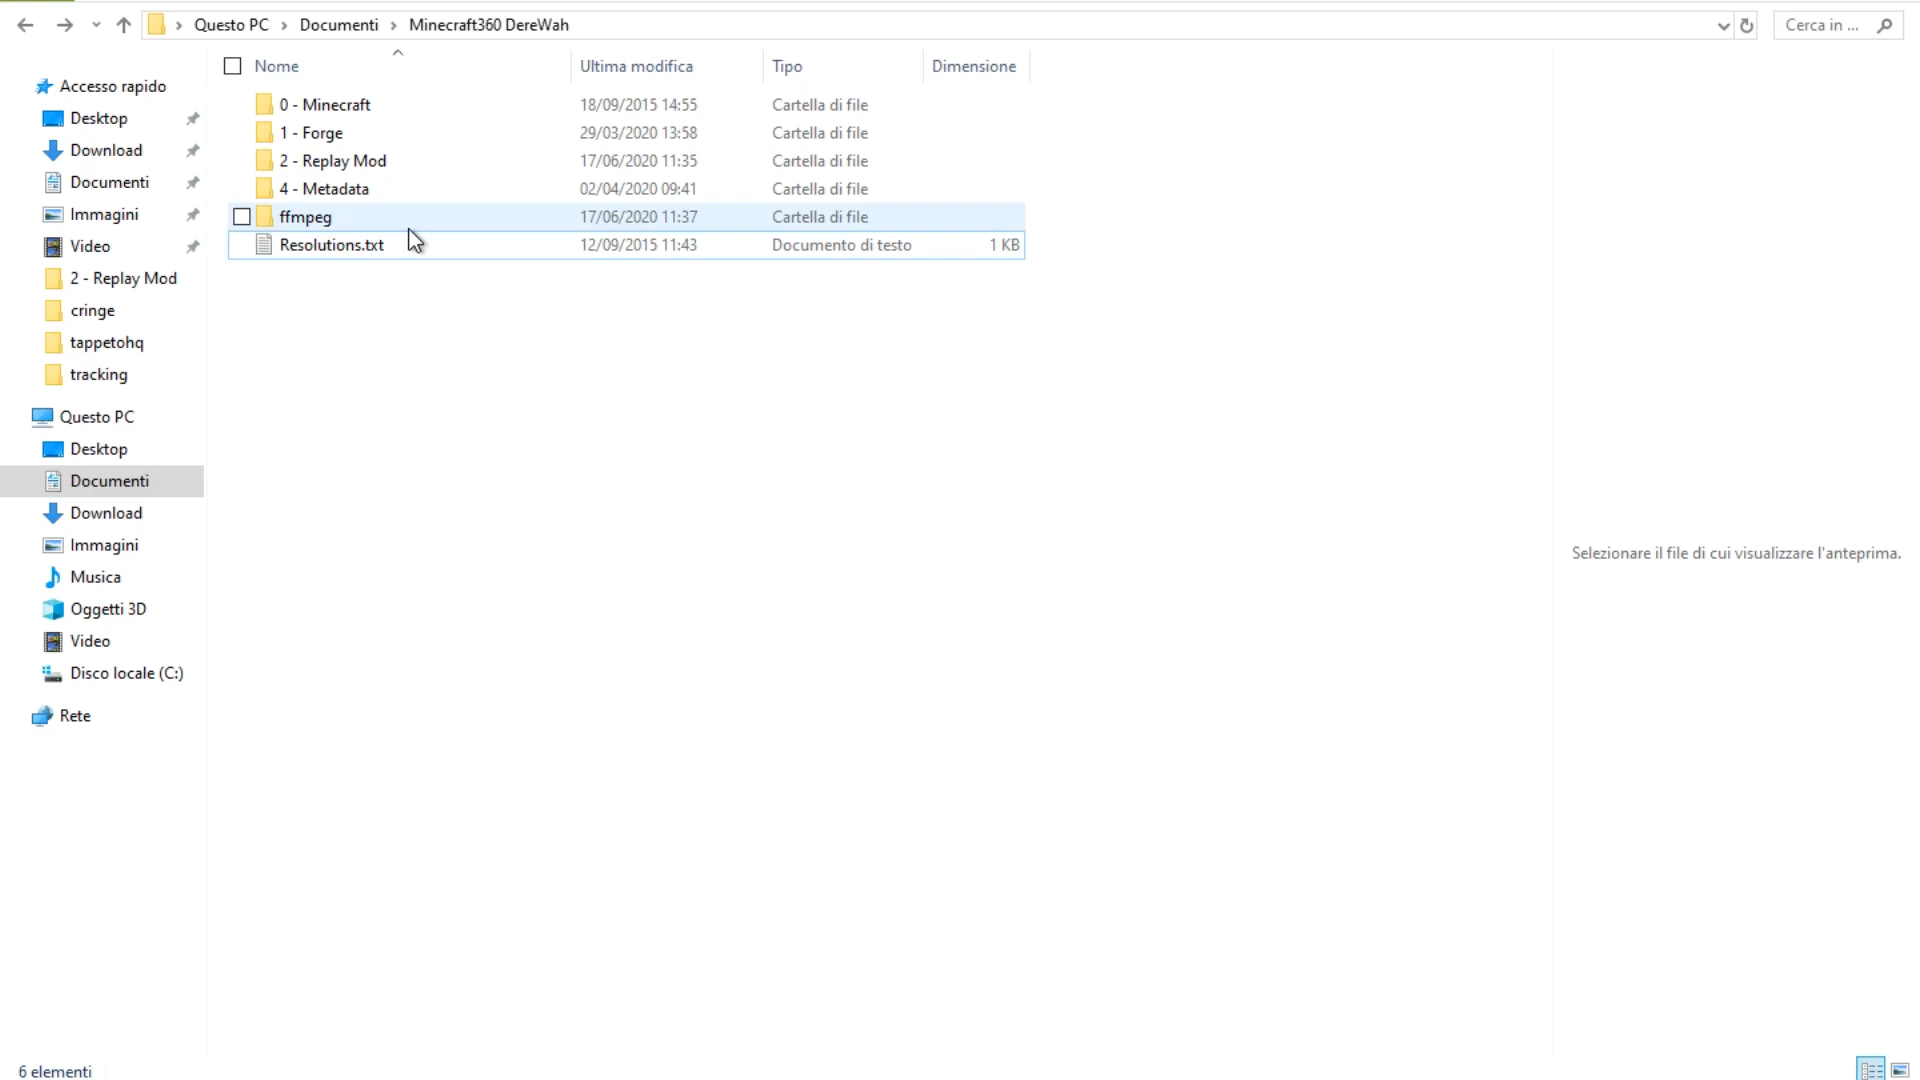 Questo PC > Documenti > Minecraft360 DereWah
Cerca in ...
Nome Ultima modifica Tipo Dimensione
0 - Minecraft 18/09/2015 14:55 Cartella di file
1 - Forge 29/03/2020 13:58 Cartella di file
2 - Replay Mod 17/06/2020 11:35 Cartella di file
4 - Metadata 02/04/2020 09:41 Cartella di file
ffmpeg 17/06/2020 11:37 Cartella di file
Resolutions.txt 12/09/2015 11:43 Documento di testo 1 KB
Accesso rapido
Desktop
Download
Documenti
Immagini
Video
2 - Replay Mod
cringe
tappetohq
tracking
Questo PC
Desktop
Documenti
Download
Immagini
Musica
Oggetti 3D
Video
Disco locale (C:)
Rete
Selezionare il file di cui visualizzare l'anteprima.
6 elementi